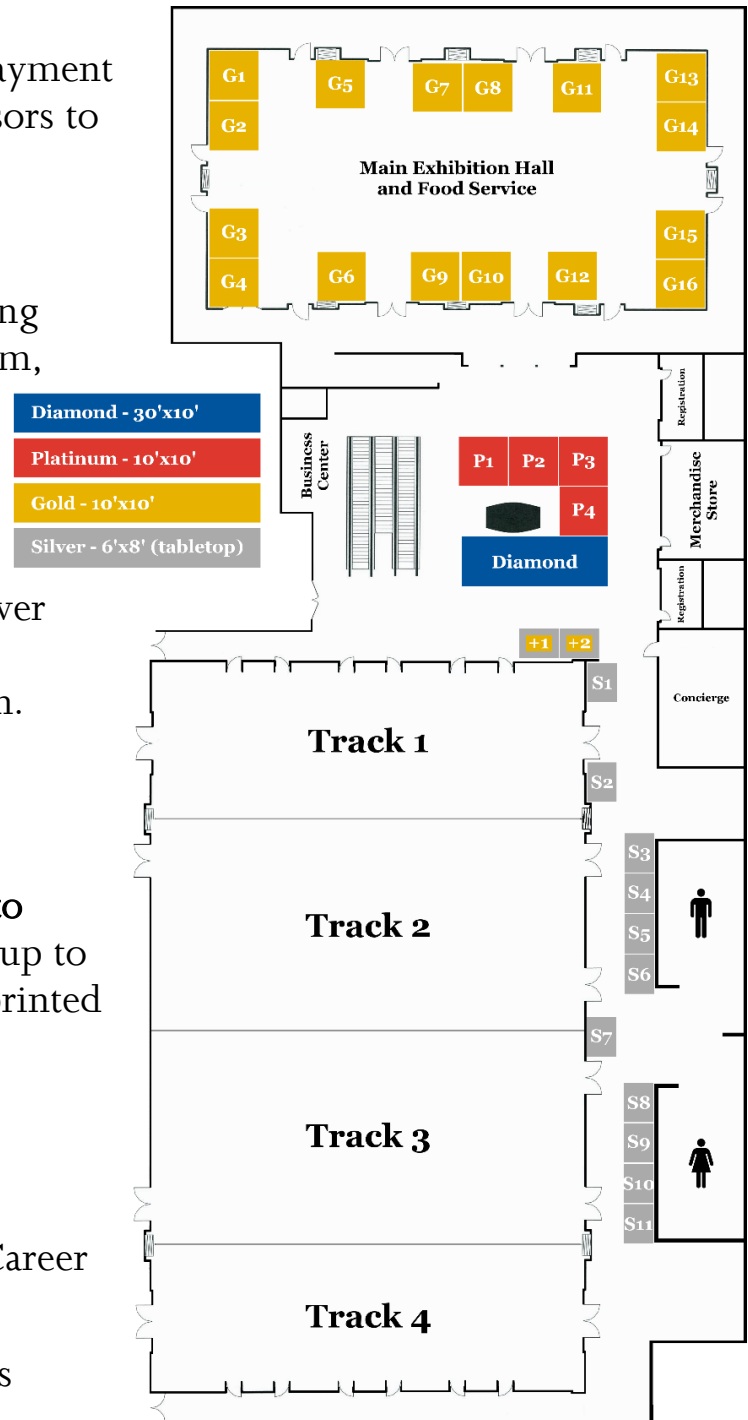 ayment
sors to
ng
m,
ver
n.
to
up to
printed
Career
s
G1
G2
G3
G4
G5
G6
G7 G8
G9 G10
G11
G12
G13
G14
G15
G16
Main Exhibition Hall
and Food Service
Diamond - 30'x10'
Platinum - 10'x10'
Gold - 10'x10'
Silver - 6'x8' (tabletop)
Business
Center
P1 P2 P3
P4
Diamond
Registration
Merchandise
Store
Registration
Concierge
+1 +2
S1
S2
S3
S4
S5
S6
S7
S8
S9
S10
S11
Track 1
Track 2
Track 3
Track 4